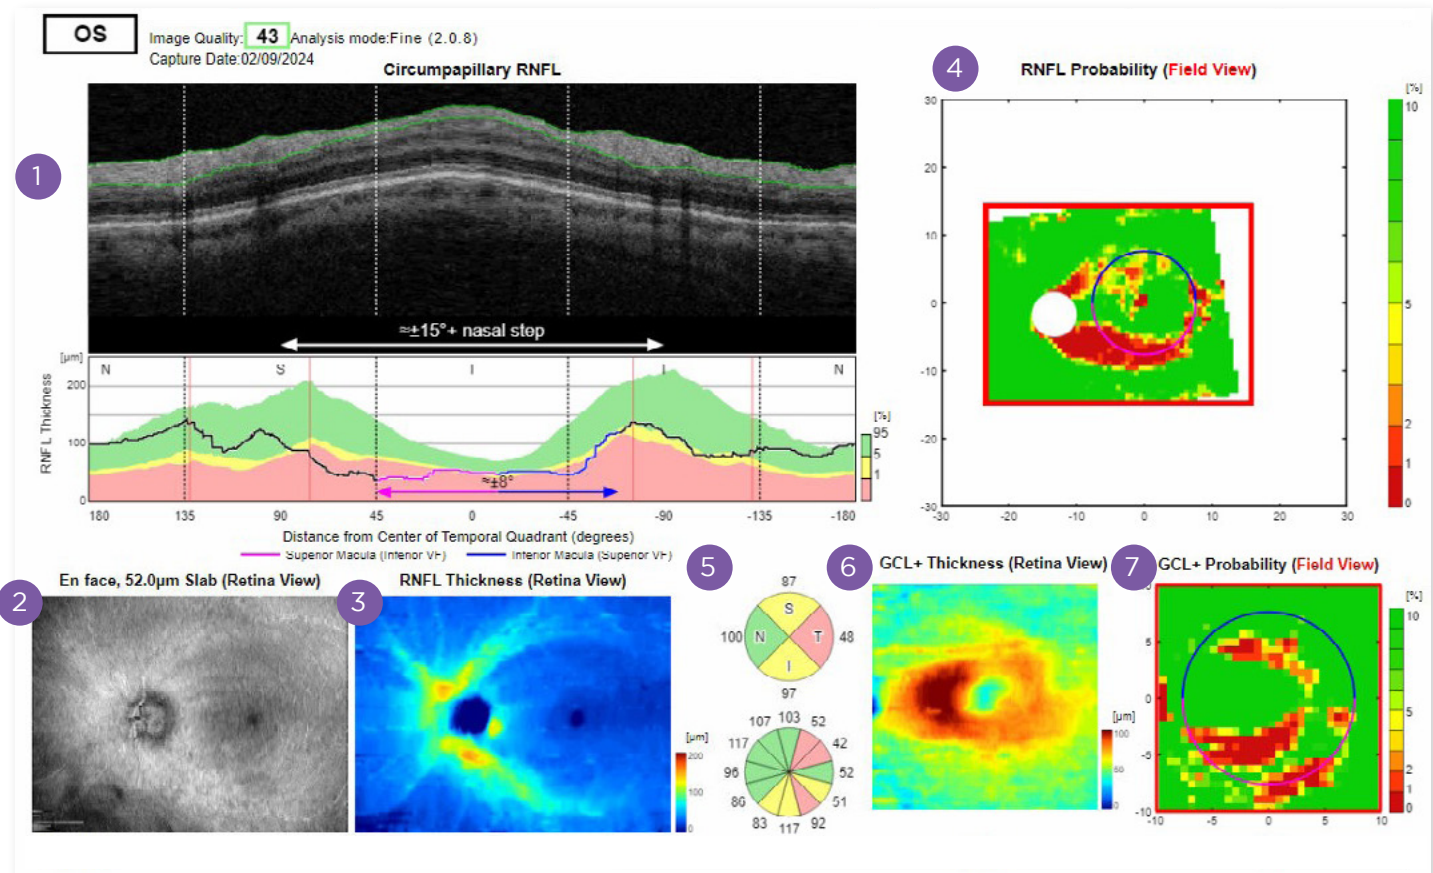 OS
Image Quality: 43 Analysis mode:Fine (2.0.8)
Capture Date:02/09/2024
Circumpapillary RNFL
1
≈±15°+ nasal step
[µm]
RNFL Thickness
200
100
0
N S I I N
≈±8°
[%]
95
5
1
180 135 90 45 0 -45 -90 -135 -180
Distance from Center of Temporal Quadrant (degrees)
Superior Macula (Inferior VF) Inferior Macula (Superior VF)
4
RNFL Probability (Field View)
30
20
10
0
-10
-20
-30
-30 -20 -10 0 10 20 30
[%]
10
5
2
1
0
2
En face, 52.0µm Slab (Retina View)
3
RNFL Thickness (Retina View)
[µm]
200
100
0
5
87
S
100 N T 48
I
97
107 103 52
117 42
96 52
86 51
83 117 92
6
GCL+ Thickness (Retina View)
[µm]
100
50
0
7
GCL+ Probability (Field View)
5
0
-5
-10
-10 -5 0 5 10
[%]
10
5
2
1
0